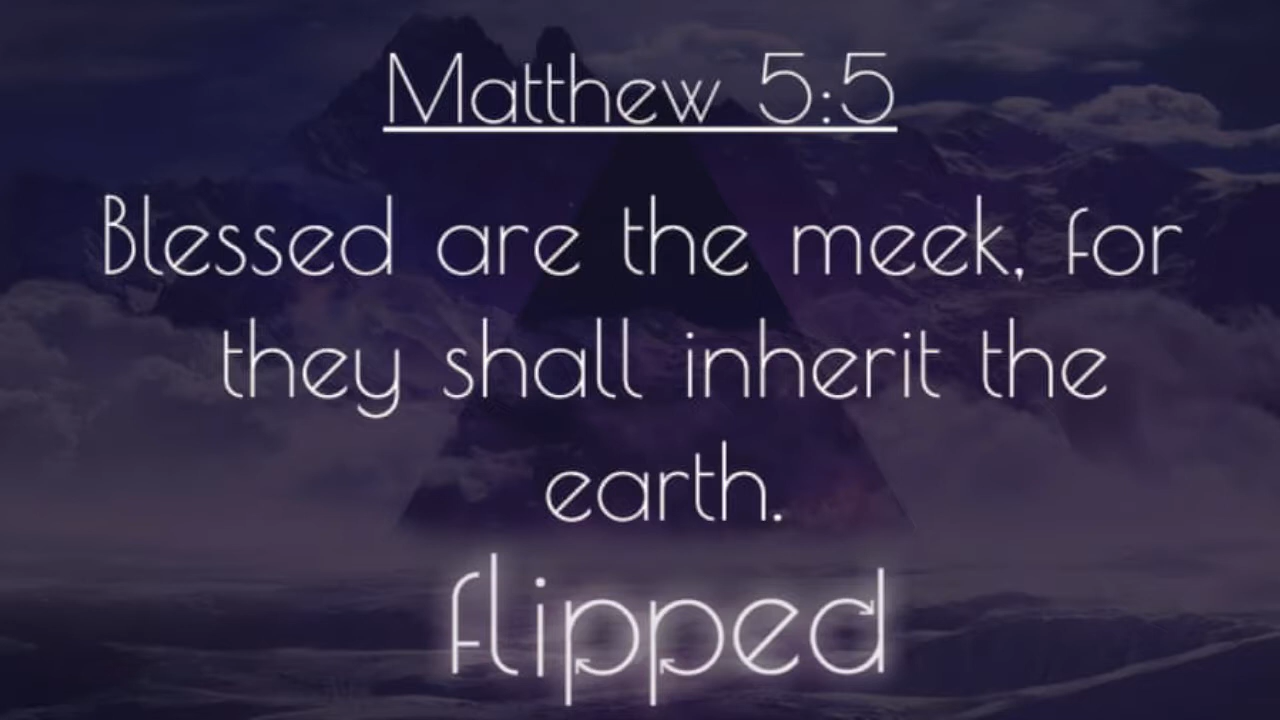 Matthew 5:5
Blessed are the meek, for
they shall inherit the
earth.
flipped